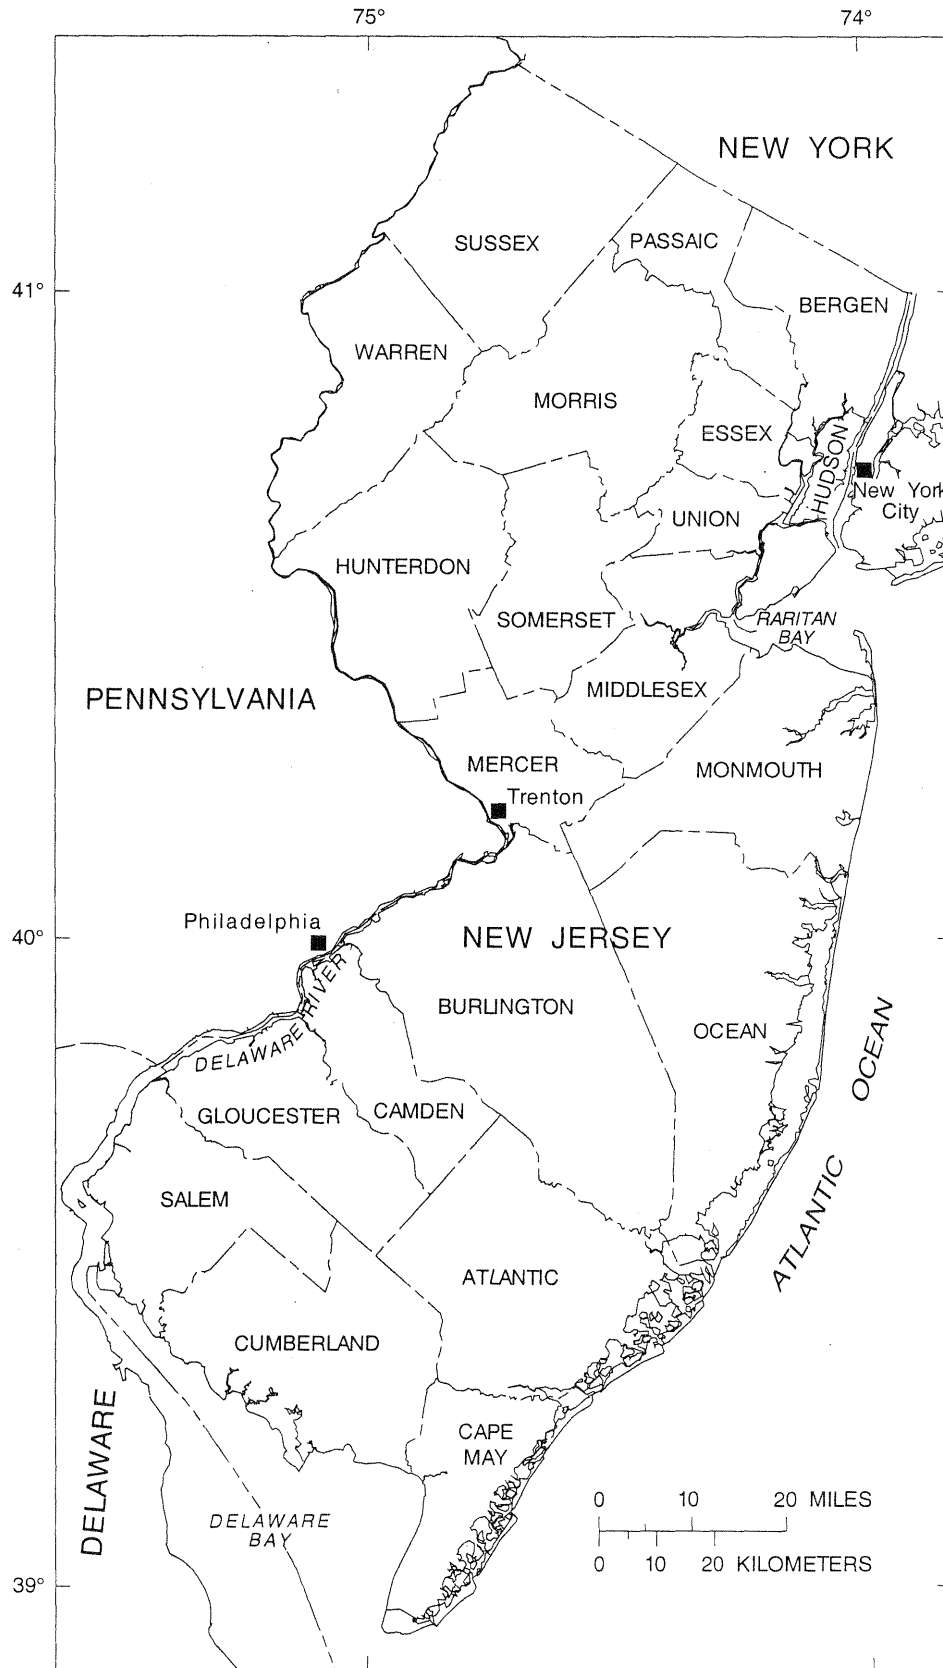 75°
74°
NEW YORK
SUSSEX
PASSAIC
41°
BERGEN
WARREN
MORRIS
ESSEX
HUDSON
New York
City
UNION
HUNTERDON
SOMERSET
RARITAN
BAY
PENNSYLVANIA
MIDDLESEX
MERCER
MONMOUTH
Trenton
Philadelphia
40°
NEW JERSEY
BURLINGTON
OCEAN
DELAWARE RIVER
ATLANTIC OCEAN
GLOUCESTER
CAMDEN
SALEM
ATLANTIC
CUMBERLAND
CAPE
MAY
DELAWARE
DELAWARE
BAY
0 10 20 MILES
0 10 20 KILOMETERS
39°